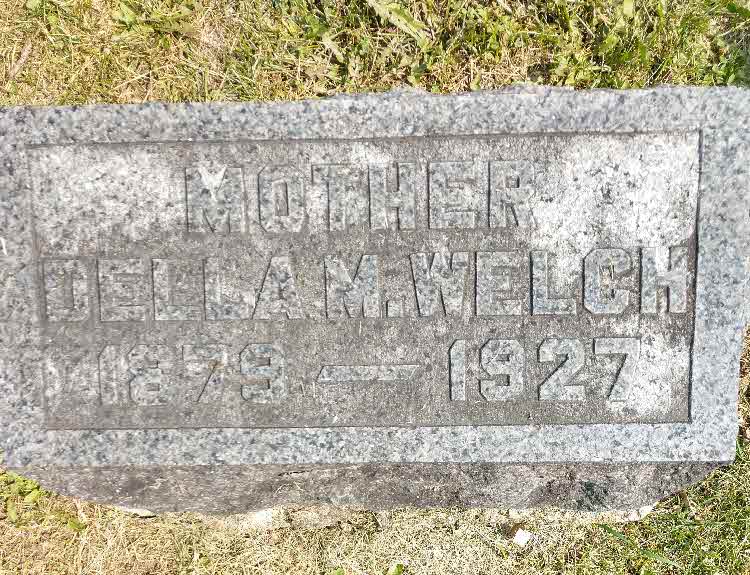 MOTHER
DELLA M. WELCH
1879 — 1927